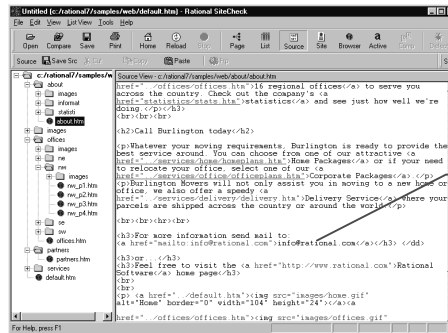 Untitled (c:/rational7/samples/web/default.htm) - Rational SiteCheck
File Edit View List View Tools Window Help
Open Compare Save Print Home Reload Stop Page List Source Site Browser Active
Source Save Src Cut Copy Paste
c:/rational7/samples/w
about
images
informat
statisti
about.htm
images
offices
images
ne
nw
images
nw_p1.htm
nw_p2.htm
nw_p3.htm
nw_p4.htm
se
sw
offices.htm
partners
partners.htm
services
default.htm
Source View - c:/rational7/samples/web/about/about.htm
href="../offices/offices.htm">16 regional offices</a> to serve you
across the country. Check out the company's <a
href="statistics/stats.htm">statistics</a> and see just how well we're
doing.</p></h3>
<br><br><br>
<h2>Call Burlington today</h2>
<p>Whatever your moving requirements, Burlington is ready to provide the
best service around. You can choose from one of our attractive <a
href="../services/home/homeplans.htm">Home Packages</a> or if your need
to relocate your office, select one of our <a
href="../services/office/officeplans.htm">Corporate Packages</a>.</p>
<p>Burlington Movers will not only assist you in moving to a new home or
office, we also offer a speedy <a
href="../services/delivery/delivery.htm">Delivery Service</a> where your
parcels are shipped across the country or around the world.</p>
<br><br><hr><br>
<h3>For more information send mail to:
<a href="mailto:info@rational.com">info@rational.com</a></h3> </dd>
<h3>or...</h3>
<h3>Feel free to visit the <a href="http://www.rational.com">Rational
Software</a> home page</h3>
<br>
<br>
<p> <a href="../default.htm"><img src="images/home.gif"
alt="Home" border="0" width="104" height="24"></a><a
href="../offices/offices.htm"><img src="images/offices.gif"
For Help, press F1